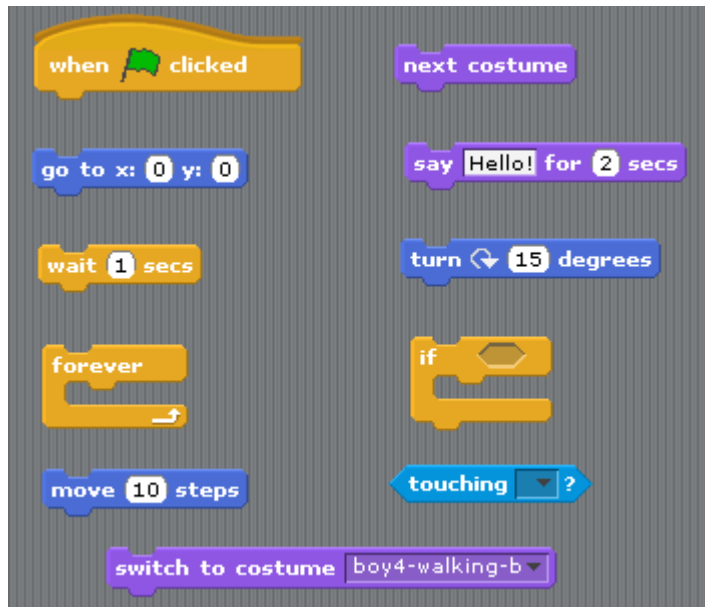 when clicked
next costume
go to x: 0 y: 0
say Hello! for 2 secs
wait 1 secs
turn 15 degrees
forever
if
move 10 steps
touching ?
switch to costume boy4-walking-b